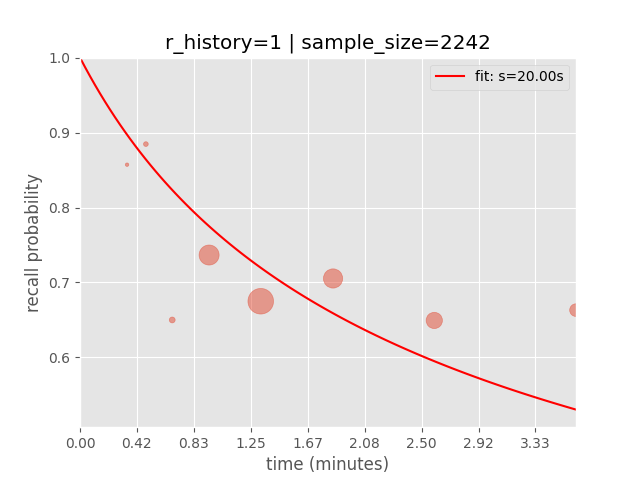 r_history=1 | sample_size=2242
fit: s=20.00s
recall probability
1.0
0.9
0.8
0.7
0.6
0.00 0.42 0.83 1.25 1.67 2.08 2.50 2.92 3.33
time (minutes)